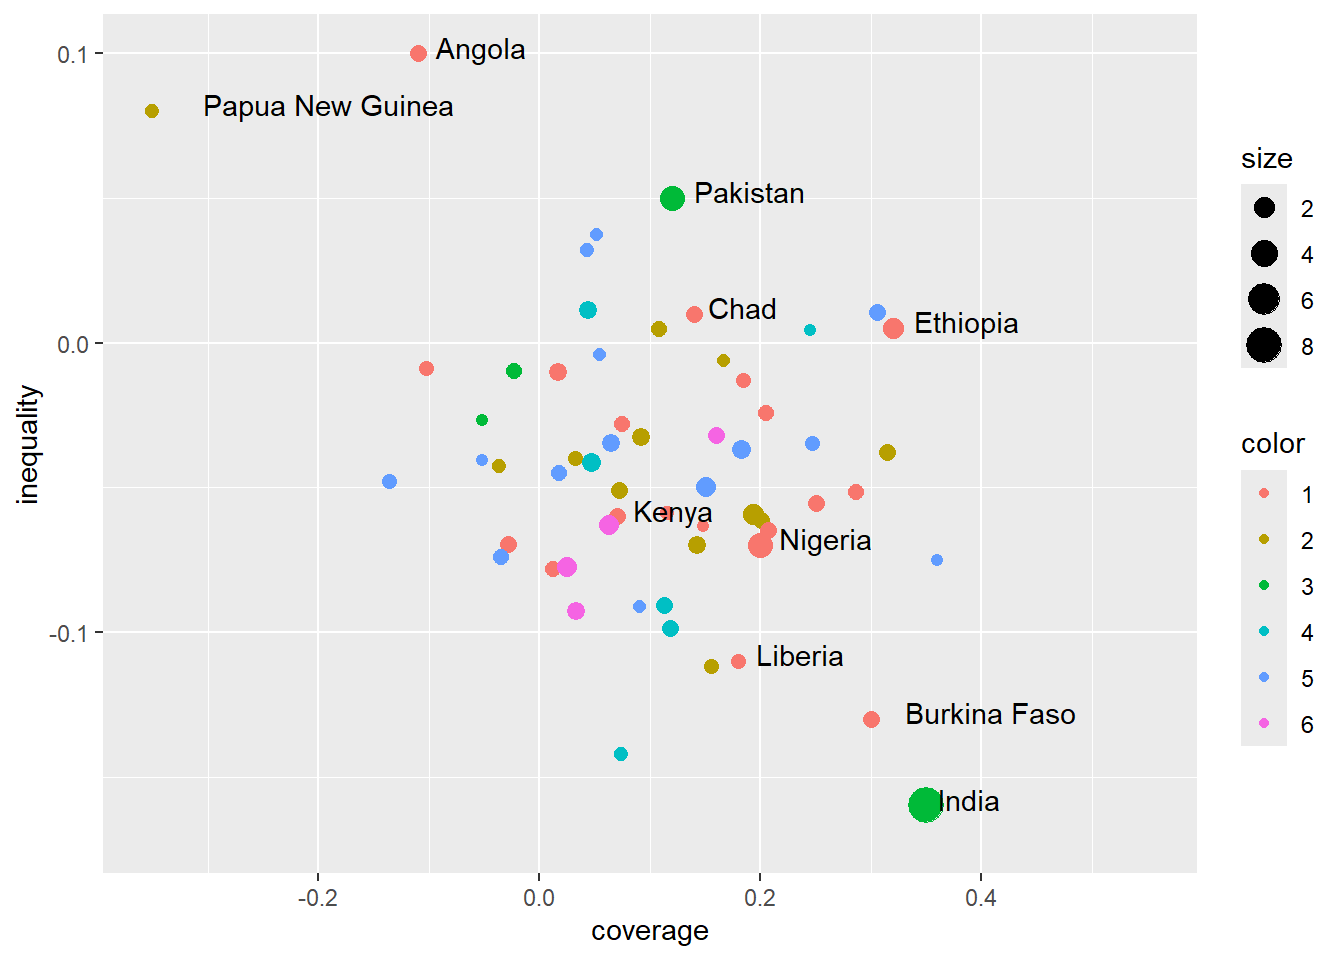 0.1
0.0
-0.1
inequality
Angola
Papua New Guinea
Pakistan
Chad
Ethiopia
Kenya
Nigeria
Liberia
Burkina Faso
India
-0.2
0.0
0.2
0.4
coverage
size
2
4
6
8
color
1
2
3
4
5
6